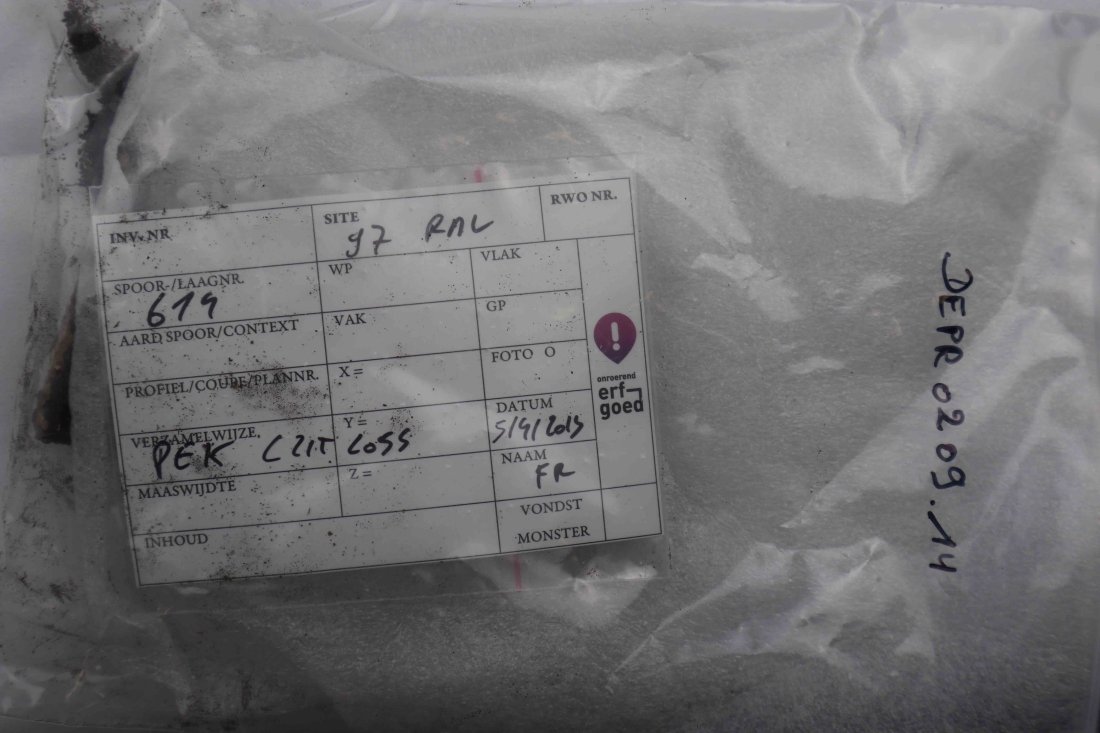 INV. NR
SITE
97 RAL
RWO NR.
SPOOR-/LAAGNR.
619
WP
VLAK
AARD SPOOR/CONTEXT
VAK
GP
PROFIEL/COUPE/PLANNR.
X =
FOTO O
onroerend
erf
goed
VERZAMELWIJZE
PEK LOSS
Y =
DATUM
5/9/2013
MAASWIJDTE
Z =
NAAM
FR
INHOUD
VONDST
MONSTER
DEPR 0209.14